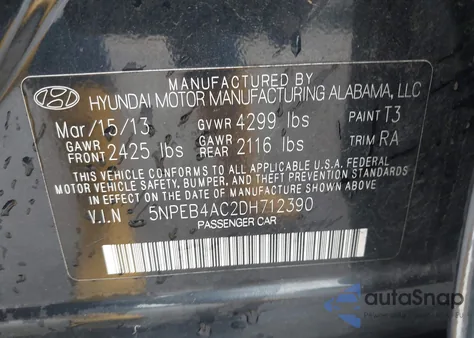 MANUFACTURED BY
HYUNDAI MOTOR MANUFACTURING ALABAMA, LLC
Mar/15/13 GVWR 4299 lbs PAINT T3
GAWR FRONT 2425 lbs GAWR REAR 2116 lbs TRIM RA
THIS VEHICLE CONFORMS TO ALL APPLICABLE U.S.A. FEDERAL
MOTOR VEHICLE SAFETY, BUMPER, AND THEFT PREVENTION STANDARDS
IN EFFECT ON THE DATE OF MANUFACTURE SHOWN ABOVE.
V.I.N 5NPEB4AC2DH712390
PASSENGER CAR
autoSnap